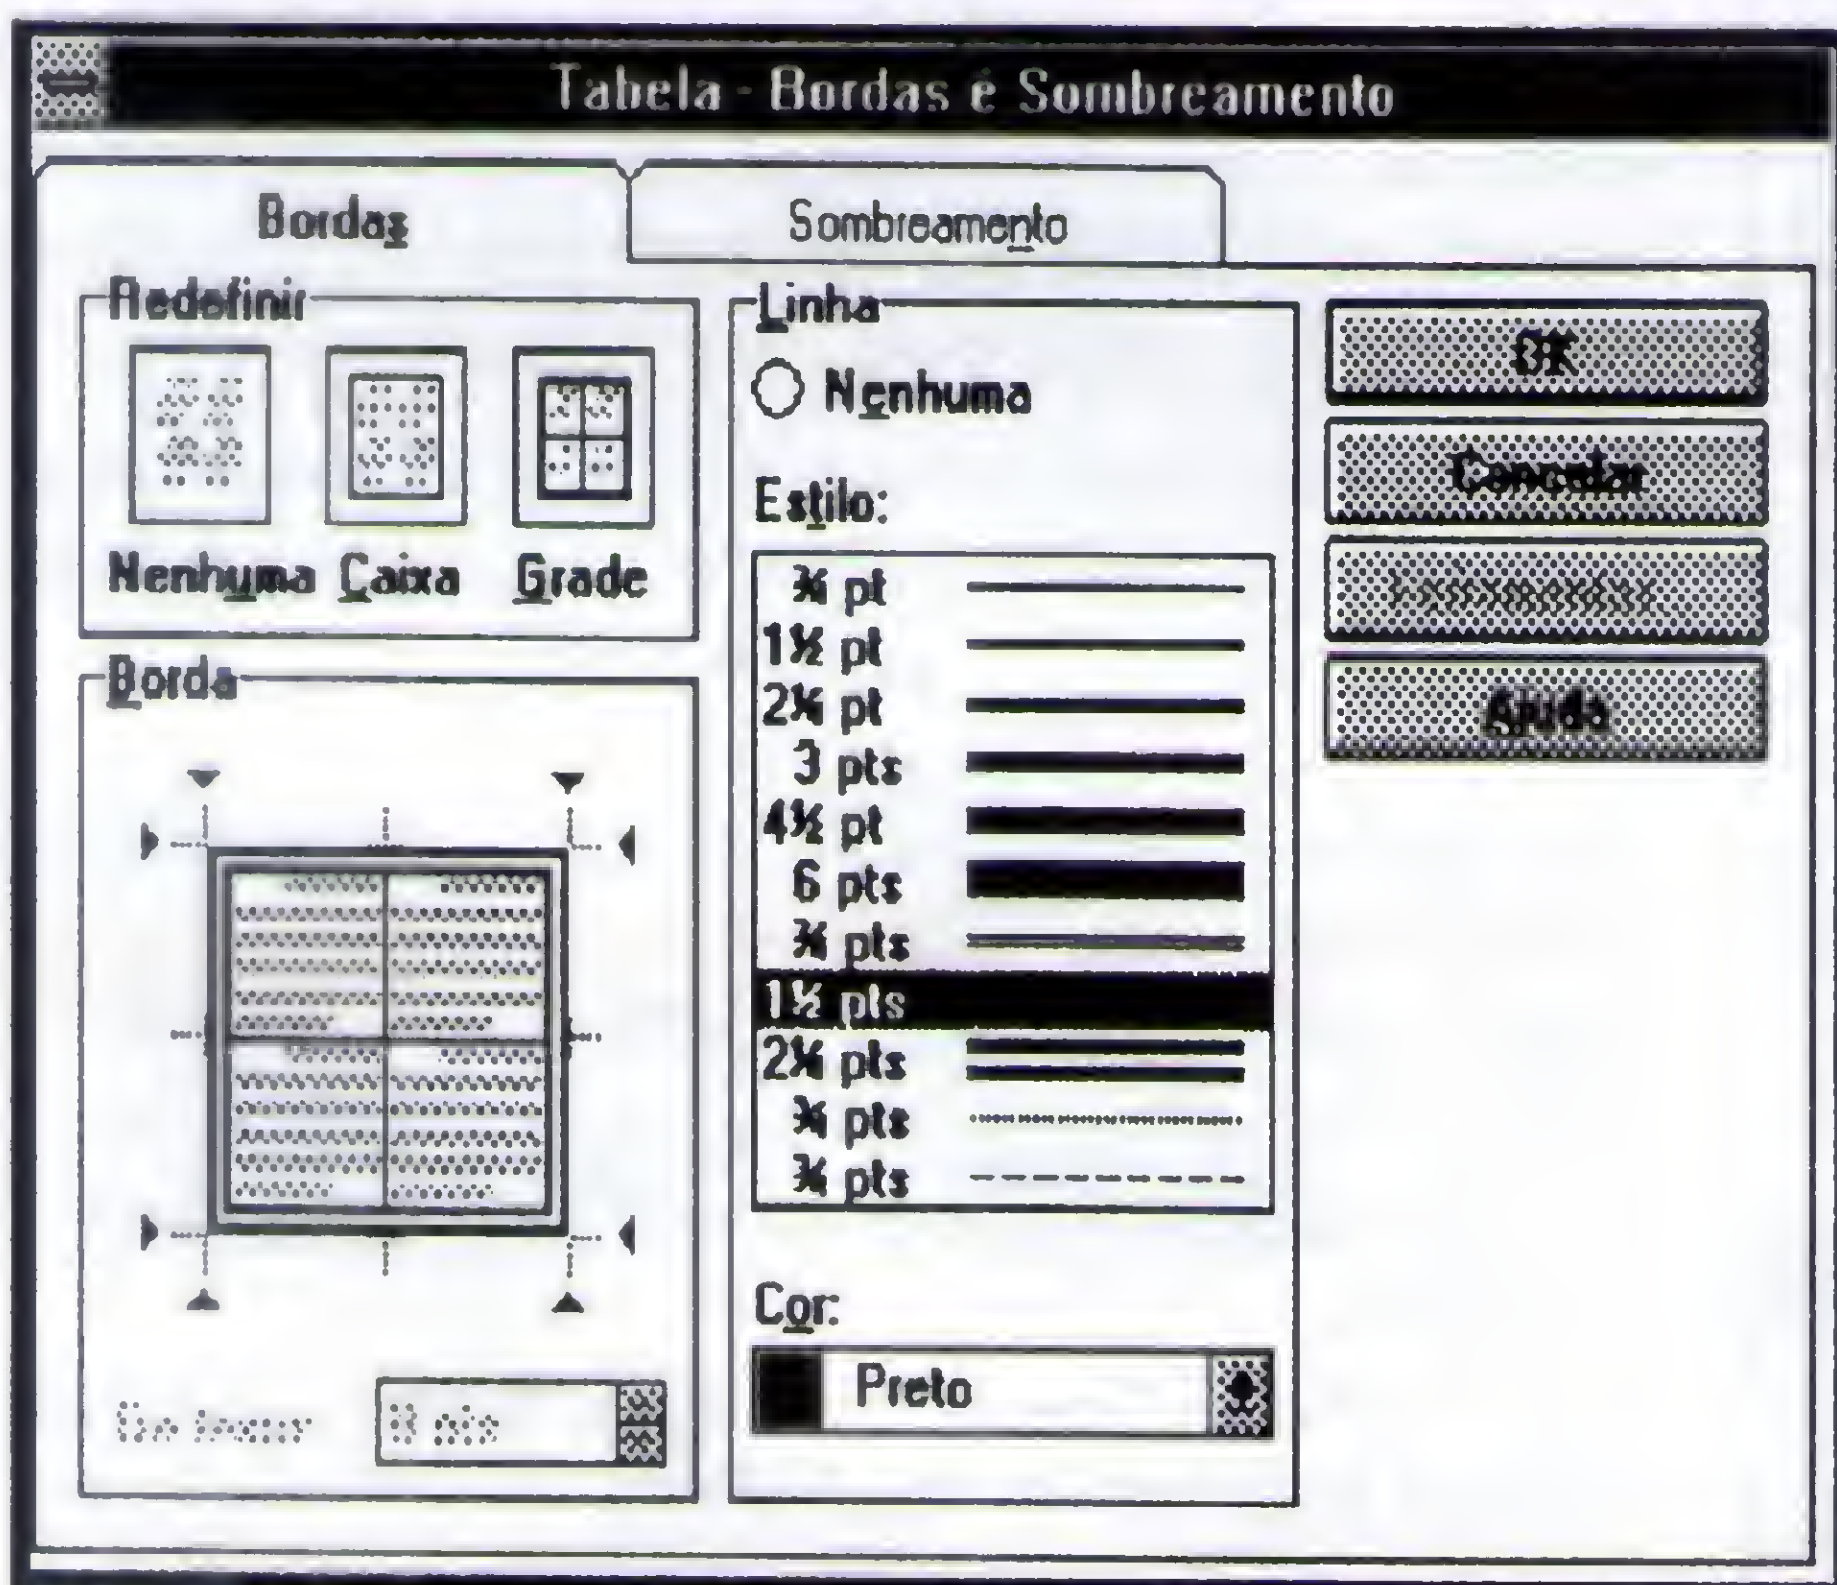 Tabela - Bordas e Sombreamento
Bordas
Sombreamento
Redefinir
Nenhuma Caixa Grade
Borda
Linha
Nenhuma
Estilo:
¾ pt
1½ pt
2¼ pt
3 pts
4½ pt
6 pts
¾ pts
1½ pts
2¼ pts
¾ pts
¾ pts
Cor:
Preto
OK
Cancelar
Ajuda